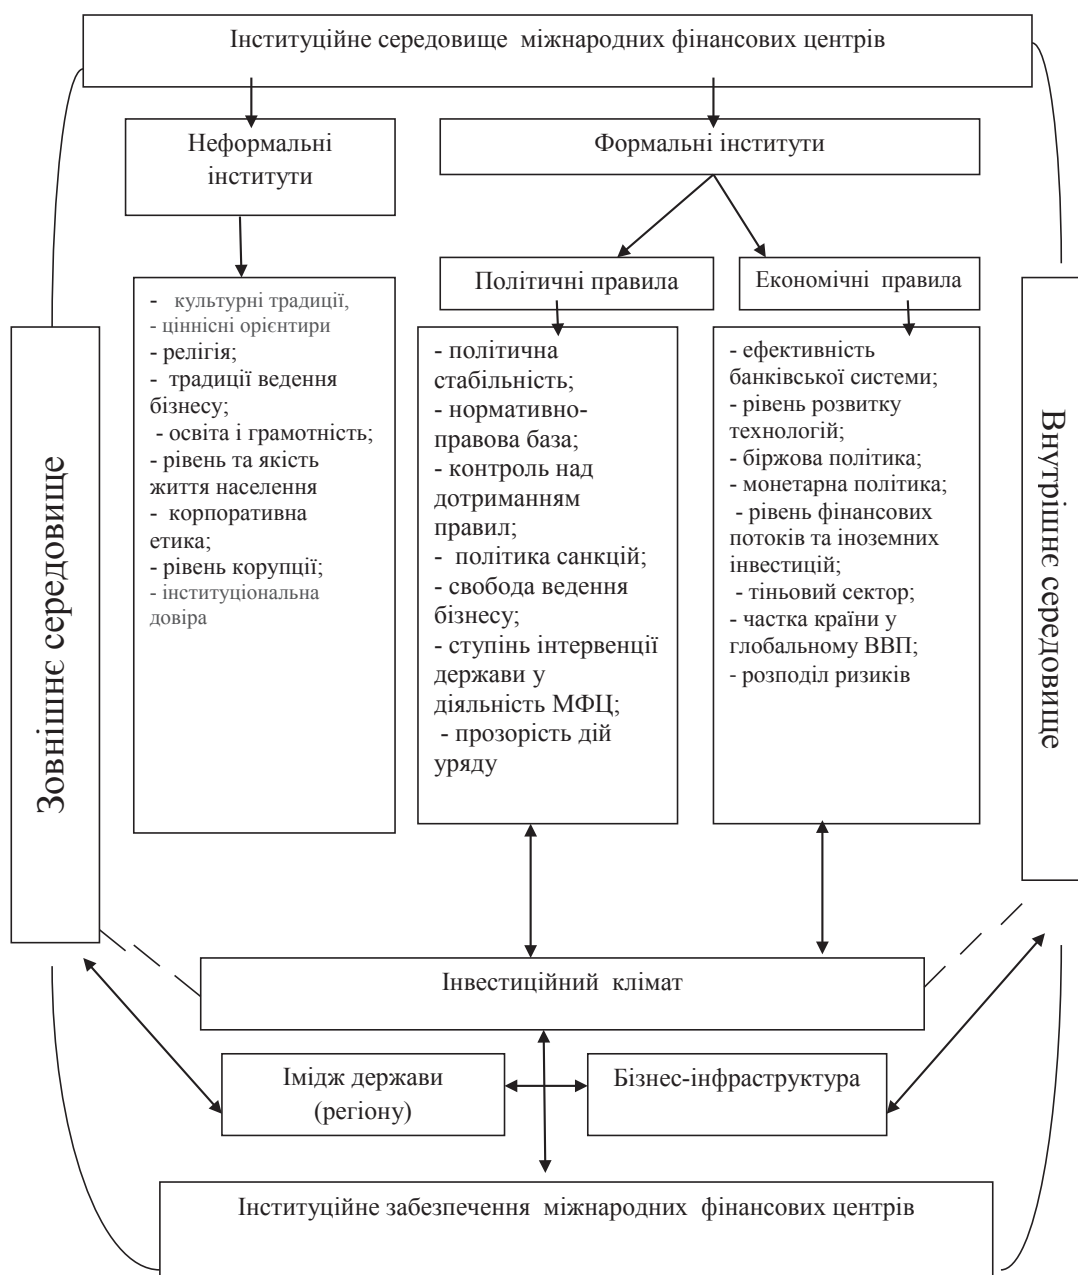 Інституційне середовище міжнародних фінансових центрів
Неформальні
інститути
Формальні інститути
Політичні правила
Економічні правила
- культурні традиції,
- ціннісні орієнтири
- релігія;
- традиції ведення
бізнесу;
- освіта і грамотність;
- рівень та якість
життя населення
- корпоративна
етика;
- рівень корупції;
- інституціональна
довіра
- політична
стабільність;
- нормативно-
правова база;
- контроль над
дотриманням
правил;
- політика санкцій;
- свобода ведення
бізнесу;
- ступінь інтервенції
держави у
діяльність МФЦ;
- прозорість дій
уряду
- ефективність
банківської системи;
- рівень розвитку
технологій;
- біржова політика;
- монетарна політика;
- рівень фінансових
потоків та іноземних
інвестицій;
- тіньовий сектор;
- частка країни у
глобальному ВВП;
- розподіл ризиків
Зовнішнє середовище
Внутрішнє середовище
Інвестиційний клімат
Імідж держави
(регіону)
Бізнес-інфраструктура
Інституційне забезпечення міжнародних фінансових центрів